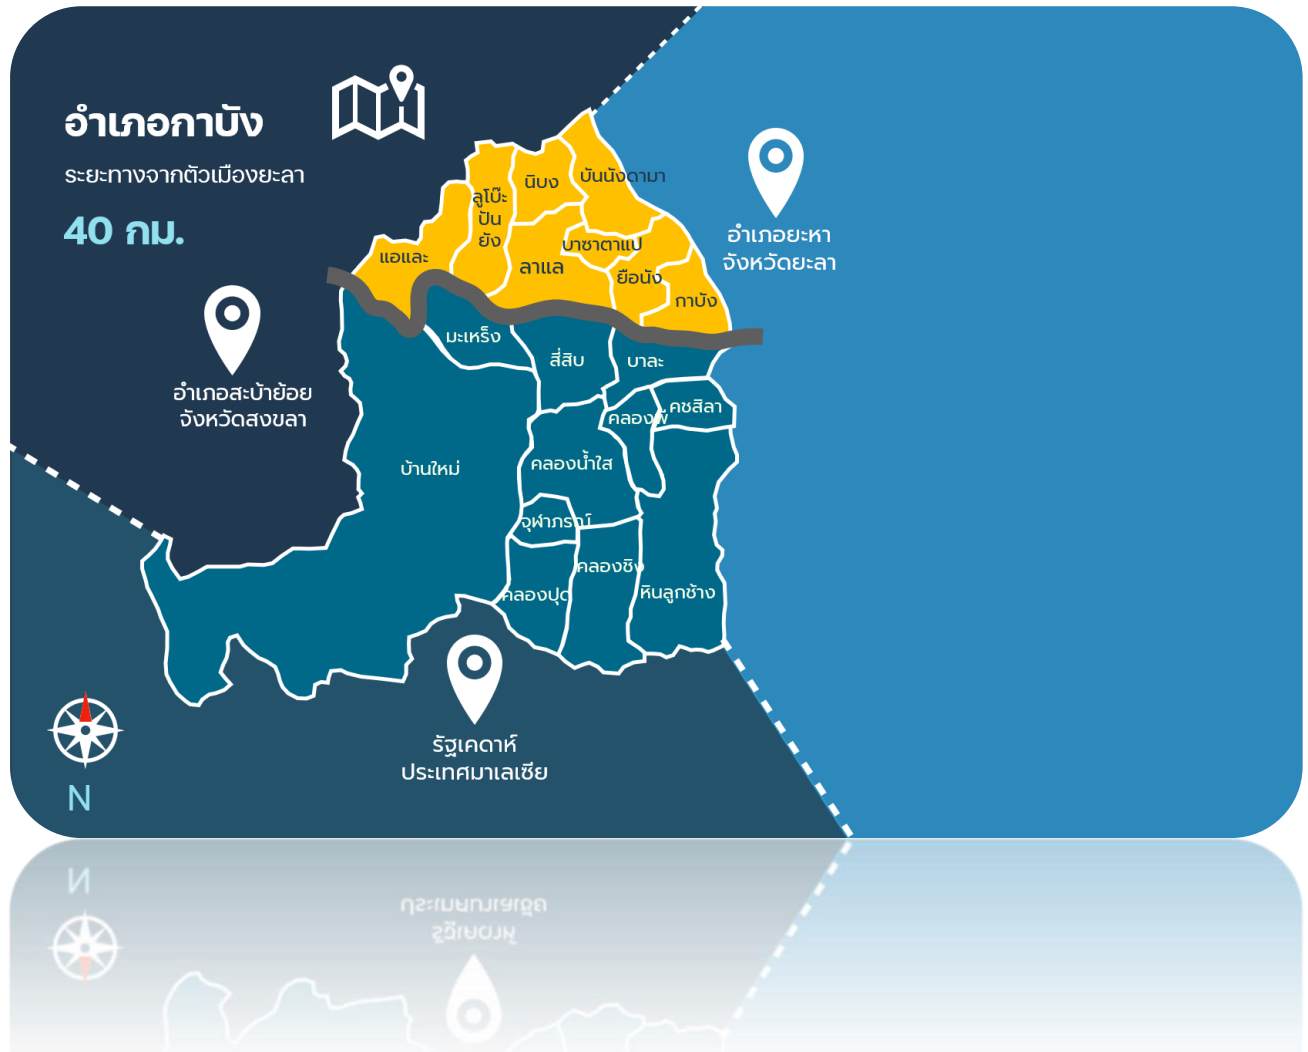 อำเภอกาบัง
ระยะทางจากตัวเมืองยะลา
40 กม.
บันนังดามา
นิบง
ลูโบ๊ะ
ปัน
ยัง
อำเภอยะหา
จังหวัดยะลา
บาซาตาแป
แอและ
ลาแล
ยือนัง
กาบัง
มะเหร็ง
สี่สิบ
บาละ
อำเภอสะบ้าย้อย
จังหวัดสงขลา
คชสิลา
คลองพี
บ้านใหม่
คลองน้ำใส
จุฬาภรณ์
คลองชิง
คลองปุด
หินลูกช้าง
รัฐเคดาห์
ประเทศมาเลเซีย
N